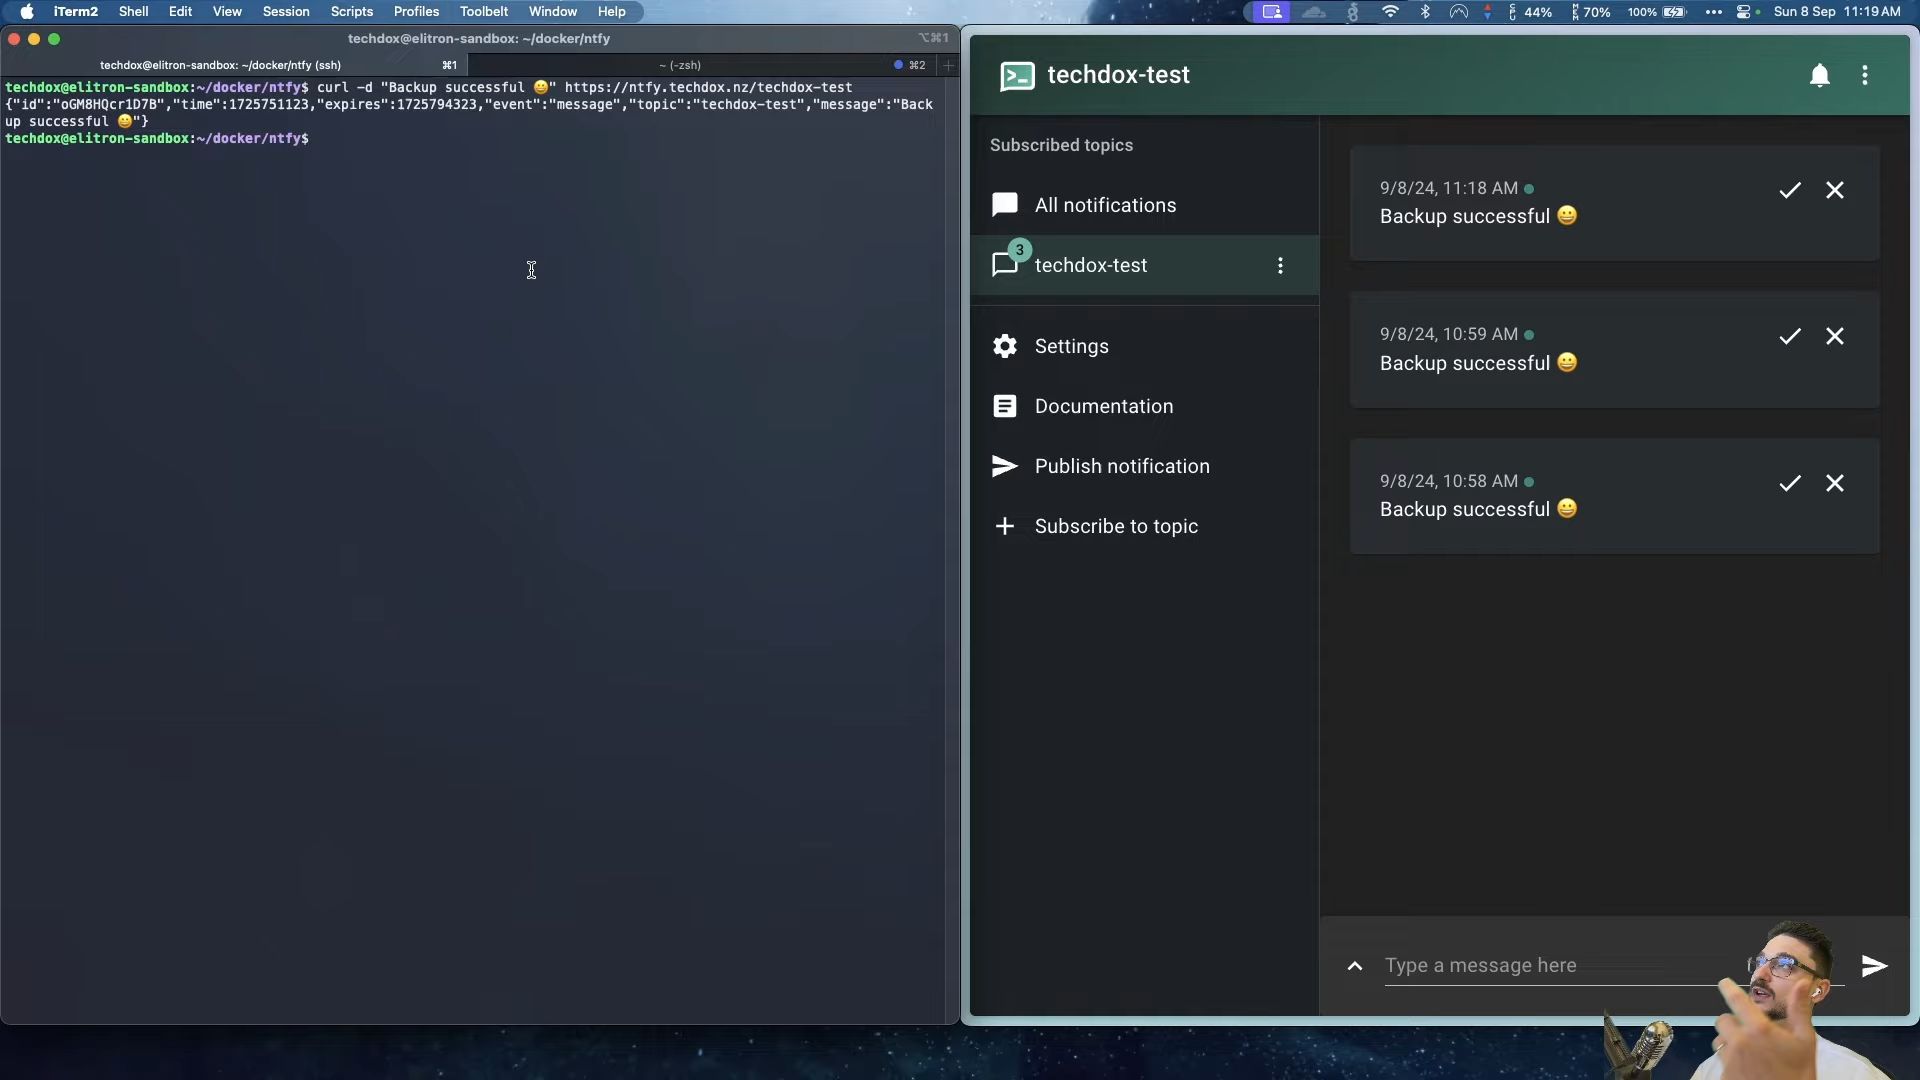 iTerm2 Shell Edit View Session Scripts Profiles Toolbelt Window Help 44% 70% 100% Sun 8 Sep 11:19 AM
techdox@elitron-sandbox: ~/docker/ntfy ⌥⌘1
techdox@elitron-sandbox: ~/docker/ntfy (ssh) ⌘1 ~ (-zsh) ⌘2
techdox@elitron-sandbox:~/docker/ntfy$ curl -d "Backup successful 😀" https://ntfy.techdox.nz/techdox-test
{"id":"oGM8HQcr1D7B","time":1725751123,"expires":1725794323,"event":"message","topic":"techdox-test","message":"Back
up successful 😀"}
techdox@elitron-sandbox:~/docker/ntfy$
techdox-test
Subscribed topics
All notifications
3
techdox-test
Settings
Documentation
Publish notification
Subscribe to topic
9/8/24, 11:18 AM
Backup successful 😀
9/8/24, 10:59 AM
Backup successful 😀
9/8/24, 10:58 AM
Backup successful 😀
Type a message here